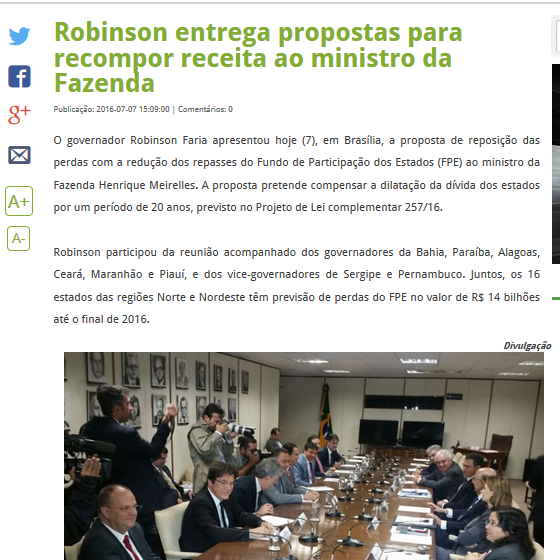 Robinson entrega propostas para
recompor receita ao ministro da
Fazenda
Publicação: 2016-07-07 15:09:00 | Comentários: 0
O governador Robinson Faria apresentou hoje (7), em Brasília, a proposta de reposição das
perdas com a redução dos repasses do Fundo de Participação dos Estados (FPE) ao ministro da
Fazenda Henrique Meirelles. A proposta pretende compensar a dilatação da dívida dos estados
por um período de 20 anos, previsto no Projeto de Lei complementar 257/16.
Robinson participou da reunião acompanhado dos governadores da Bahia, Paraíba, Alagoas,
Ceará, Maranhão e Piauí, e dos vice-governadores de Sergipe e Pernambuco. Juntos, os 16
estados das regiões Norte e Nordeste têm previsão de perdas do FPE no valor de R$ 14 bilhões
até o final de 2016.
Divulgação
g+
A+
A-